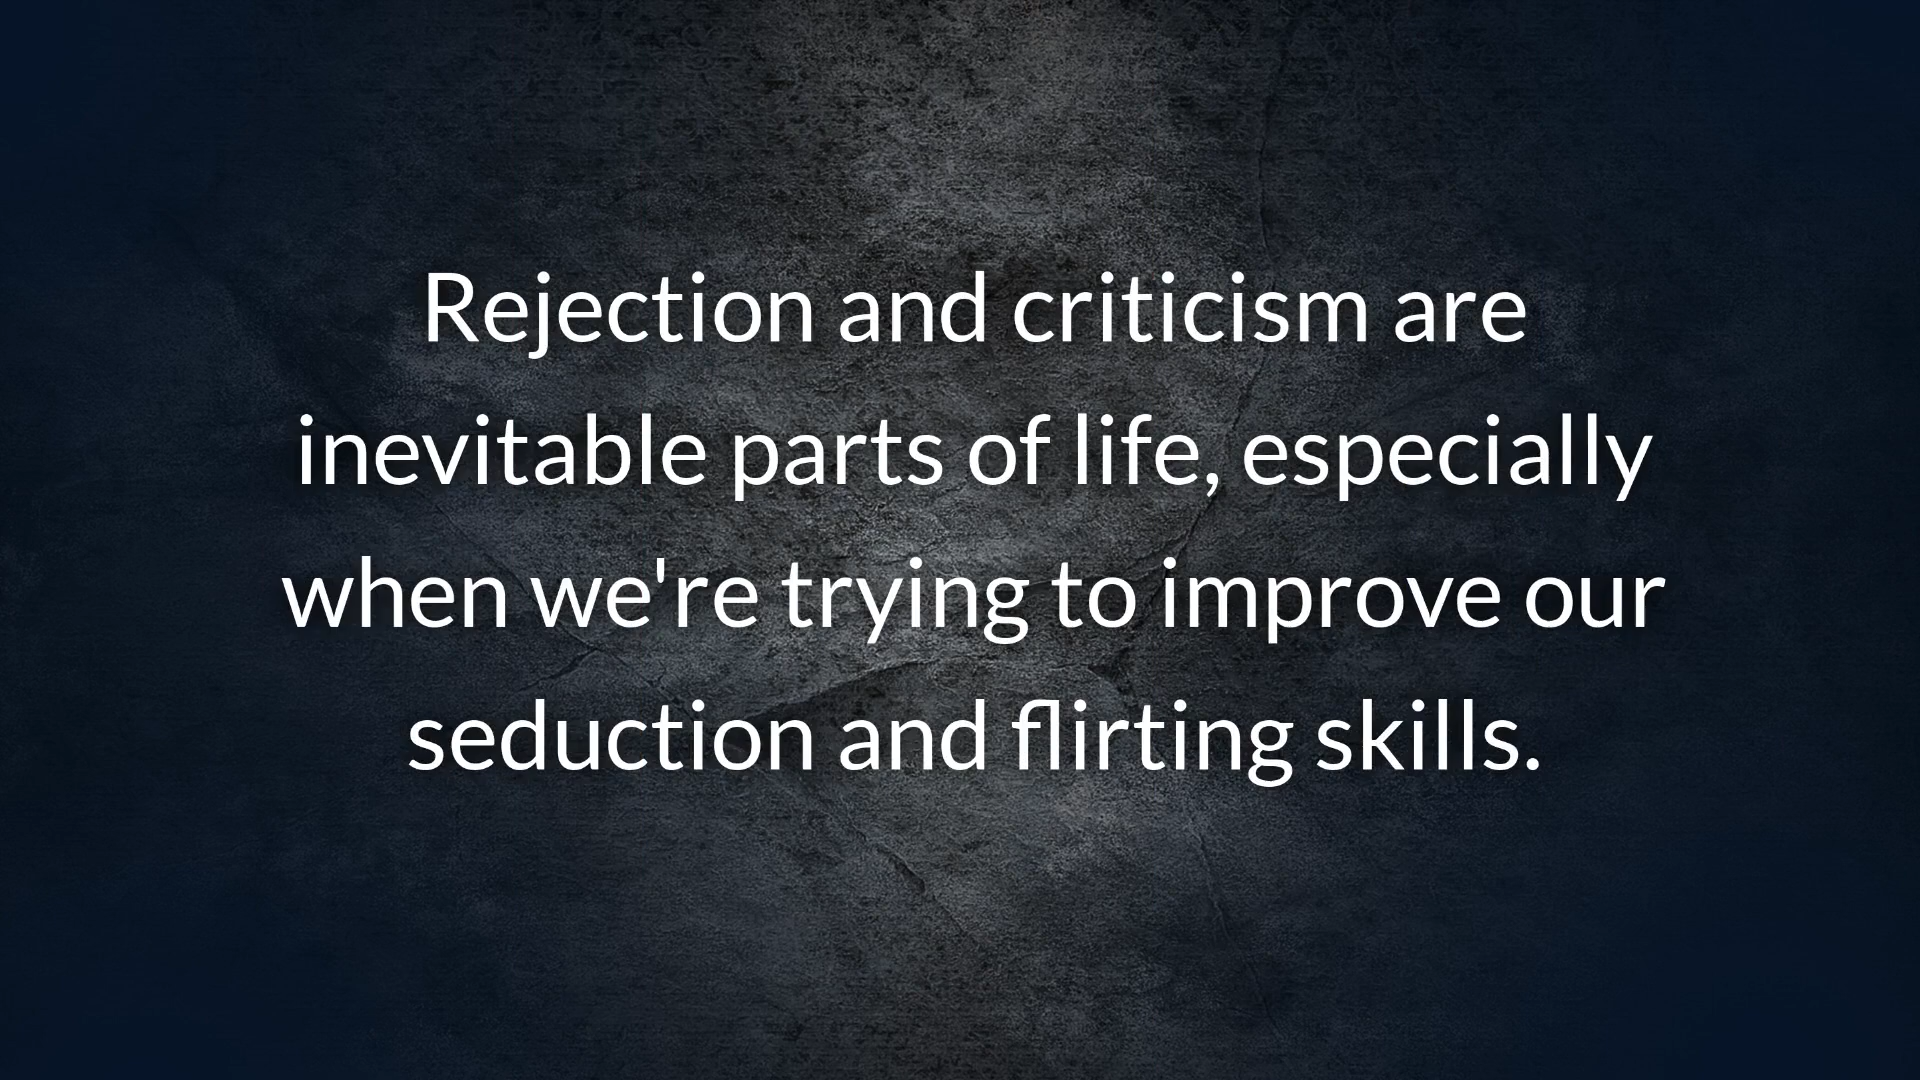 Rejection and criticism are
inevitable parts of life, especially
when we're trying to improve our
seduction and flirting skills.